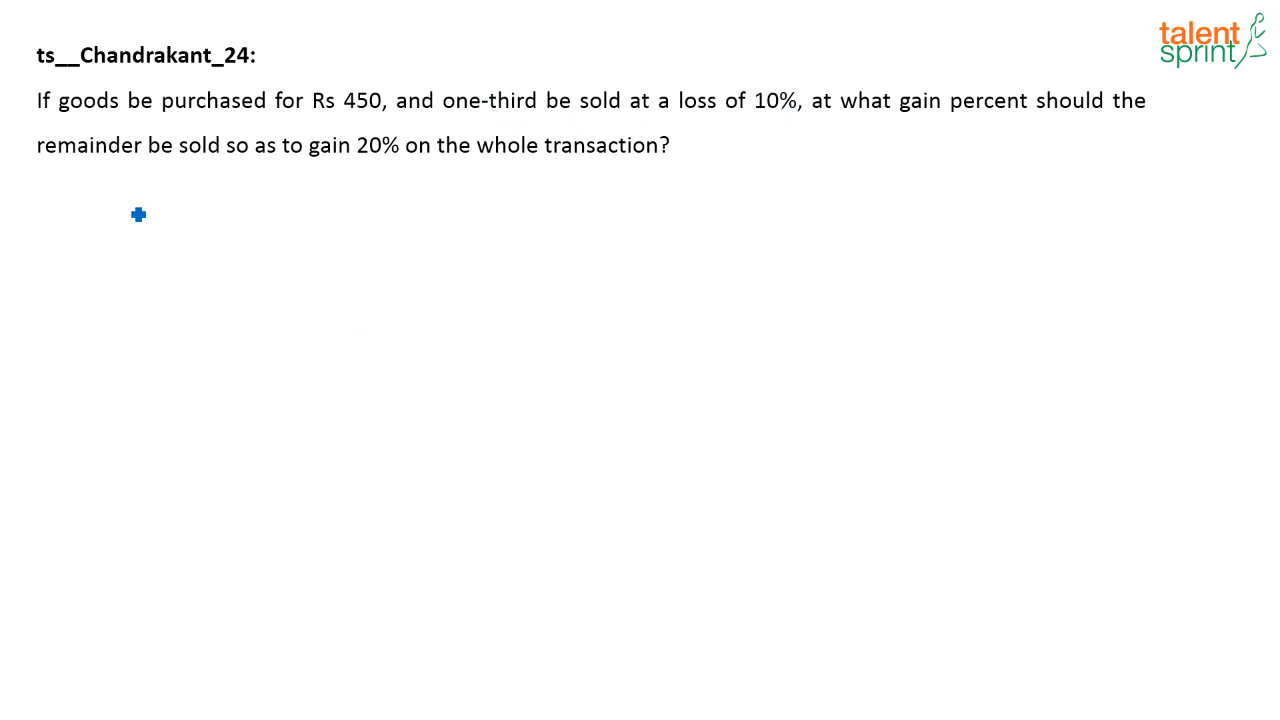 talent
sprint
ts__Chandrakant_24:
If goods be purchased for Rs 450, and one-third be sold at a loss of 10%, at what gain percent should the
remainder be sold so as to gain 20% on the whole transaction?